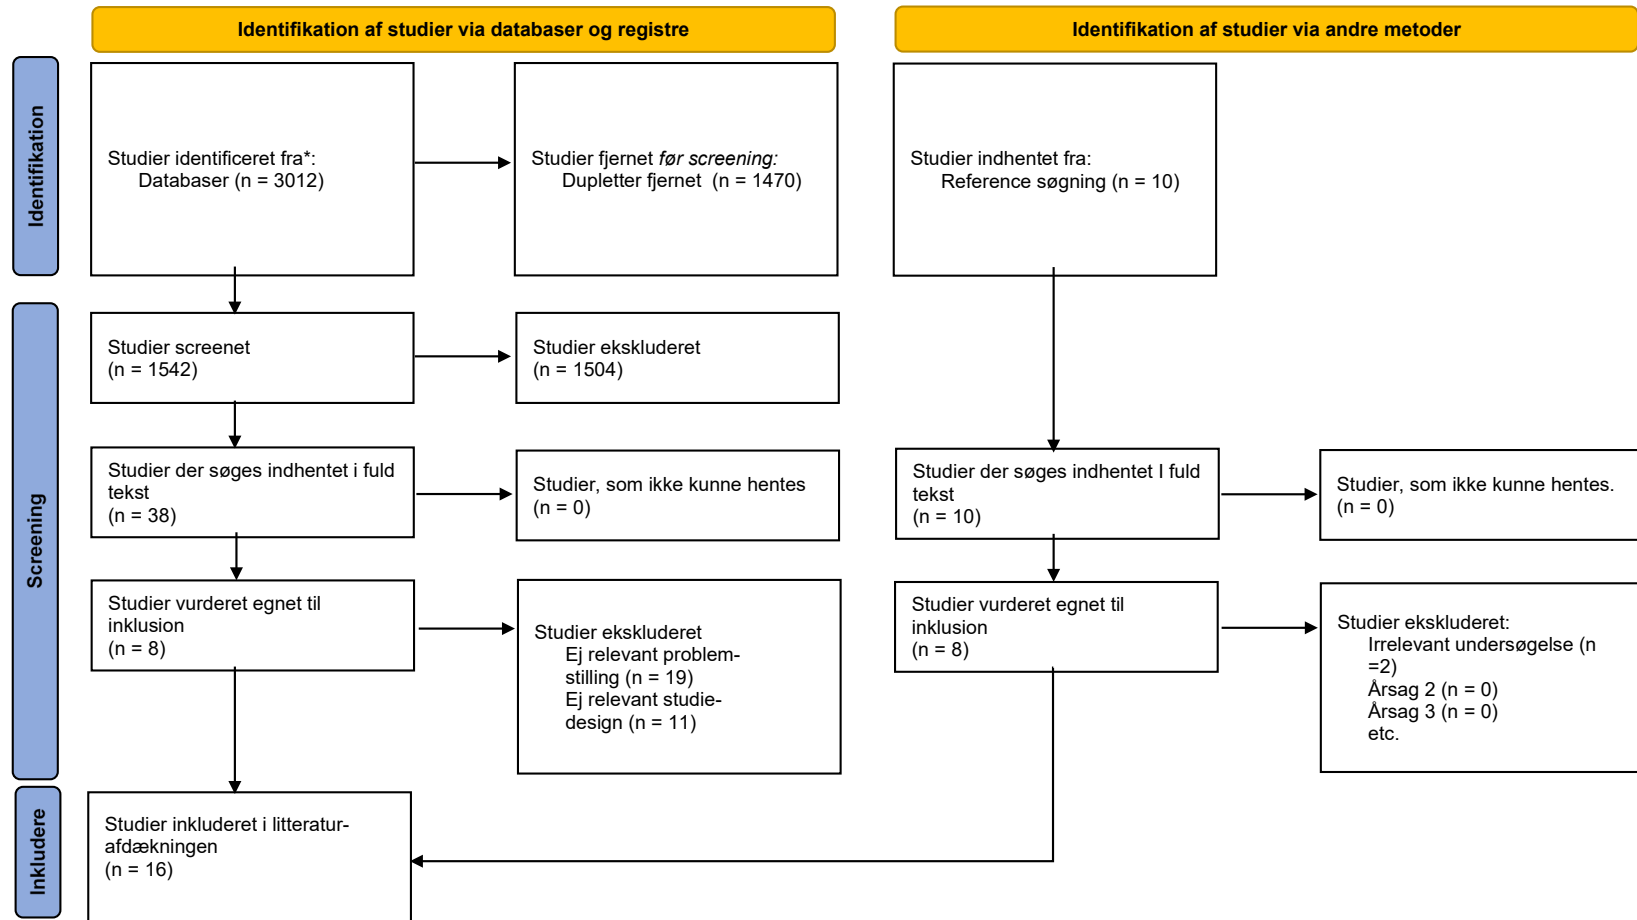 Identifikation af studier via databaser og registre
Identifikation af studier via andre metoder
Identifikation
Studier identificeret fra*:
Databaser (n = 3012)
Studier fjernet før screening:
Dupletter fjernet  (n = 1470)
Studier indhentet fra:
Reference søgning (n = 10)
Screening
Studier screenet
(n = 1542)
Studier ekskluderet
(n = 1504)
Studier der søges indhentet i fuld
tekst
(n = 38)
Studier, som ikke kunne hentes
(n = 0)
Studier der søges indhentet I fuld
tekst
(n = 10)
Studier, som ikke kunne hentes.
(n = 0)
Studier vurderet egnet til
inklusion
(n = 8)
Studier ekskluderet
Ej relevant problem-
stilling (n = 19)
Ej relevant studie-
design (n = 11)
Studier vurderet egnet til
inklusion
(n = 8)
Studier ekskluderet:
Irrelevant undersøgelse (n
=2)
Årsag 2 (n = 0)
Årsag 3 (n = 0)
etc.
Inkludere
Studier inkluderet i litteratur-
afdækningen
(n = 16)